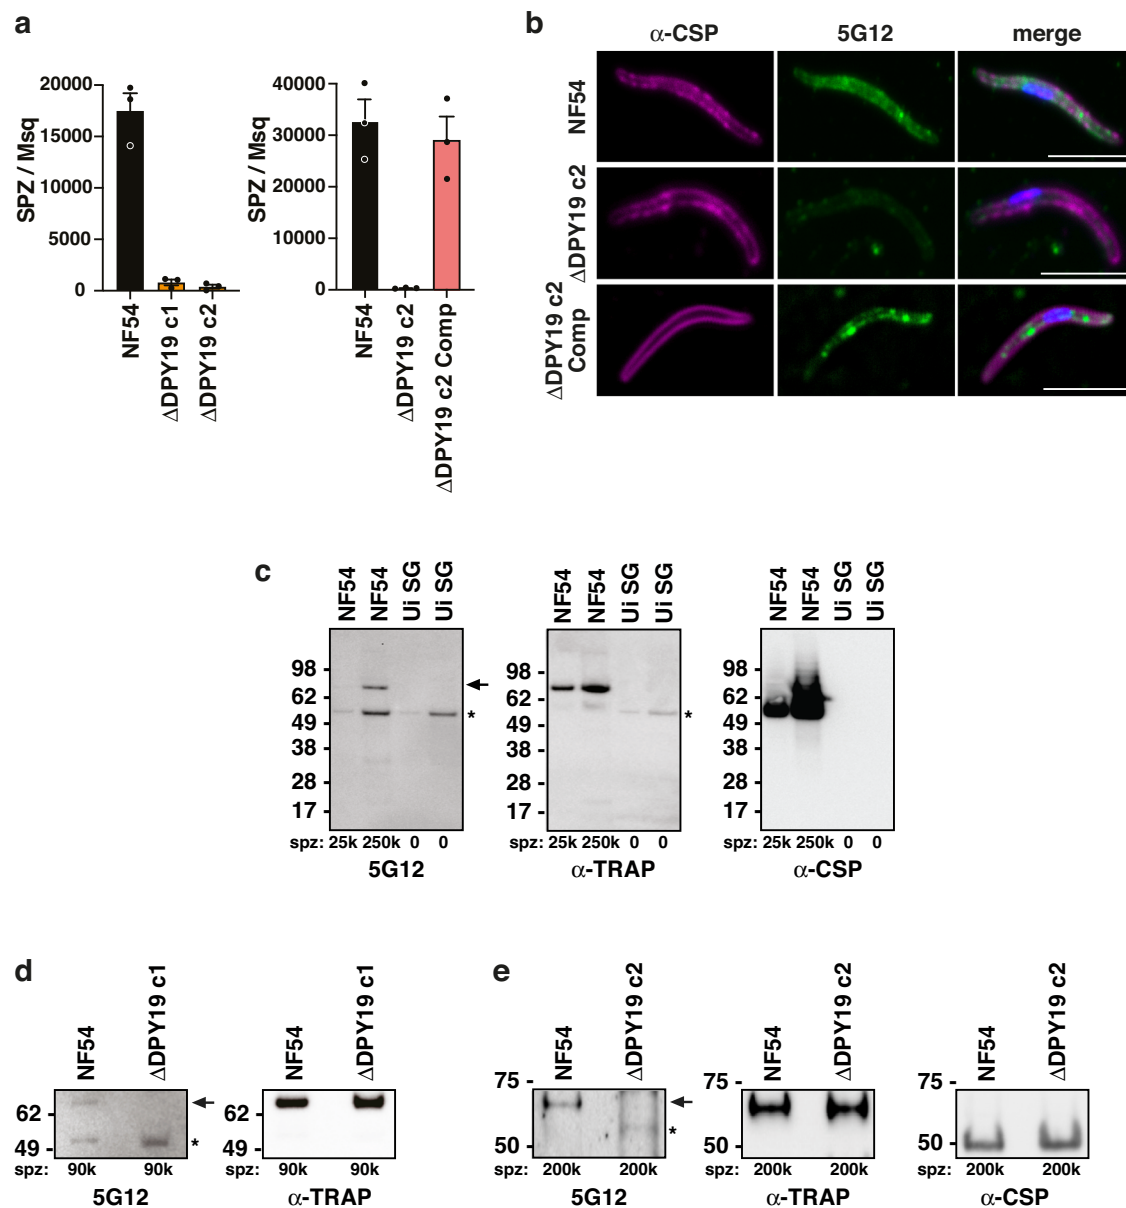 a
SPZ / Msq
20000
15000
10000
5000
0
NF54
ΔDPY19 c1
ΔDPY19 c2
SPZ / Msq
40000
30000
20000
10000
0
NF54
ΔDPY19 c2
ΔDPY19 c2 Comp
b
α-CSP 5G12 merge
NF54
ΔDPY19 c2
ΔDPY19 c2
Comp
c
NF54 NF54 Ui SG Ui SG
98
62
49
38
28
17
*
spz: 25k 250k 0 0
5G12
NF54 NF54 Ui SG Ui SG
98 -
62 -
49 -
38 -
28 -
17 -
*
spz: 25k 250k 0 0
α-TRAP
NF54 NF54 Ui SG Ui SG
98 -
62 -
49 -
38 -
28 -
17 -
spz: 25k 250k 0 0
α-CSP
d
NF54 ΔDPY19 c1
62 -
49 -
*
spz: 90k 90k
5G12
NF54 ΔDPY19 c1
62 -
49 -
spz: 90k 90k
α-TRAP
e
NF54 ΔDPY19 c2
75 -
50 -
*
spz: 200k 200k
5G12
NF54 ΔDPY19 c2
75 -
50 -
spz: 200k 200k
α-TRAP
NF54 ΔDPY19 c2
75 -
50 -
spz: 200k 200k
α-CSP